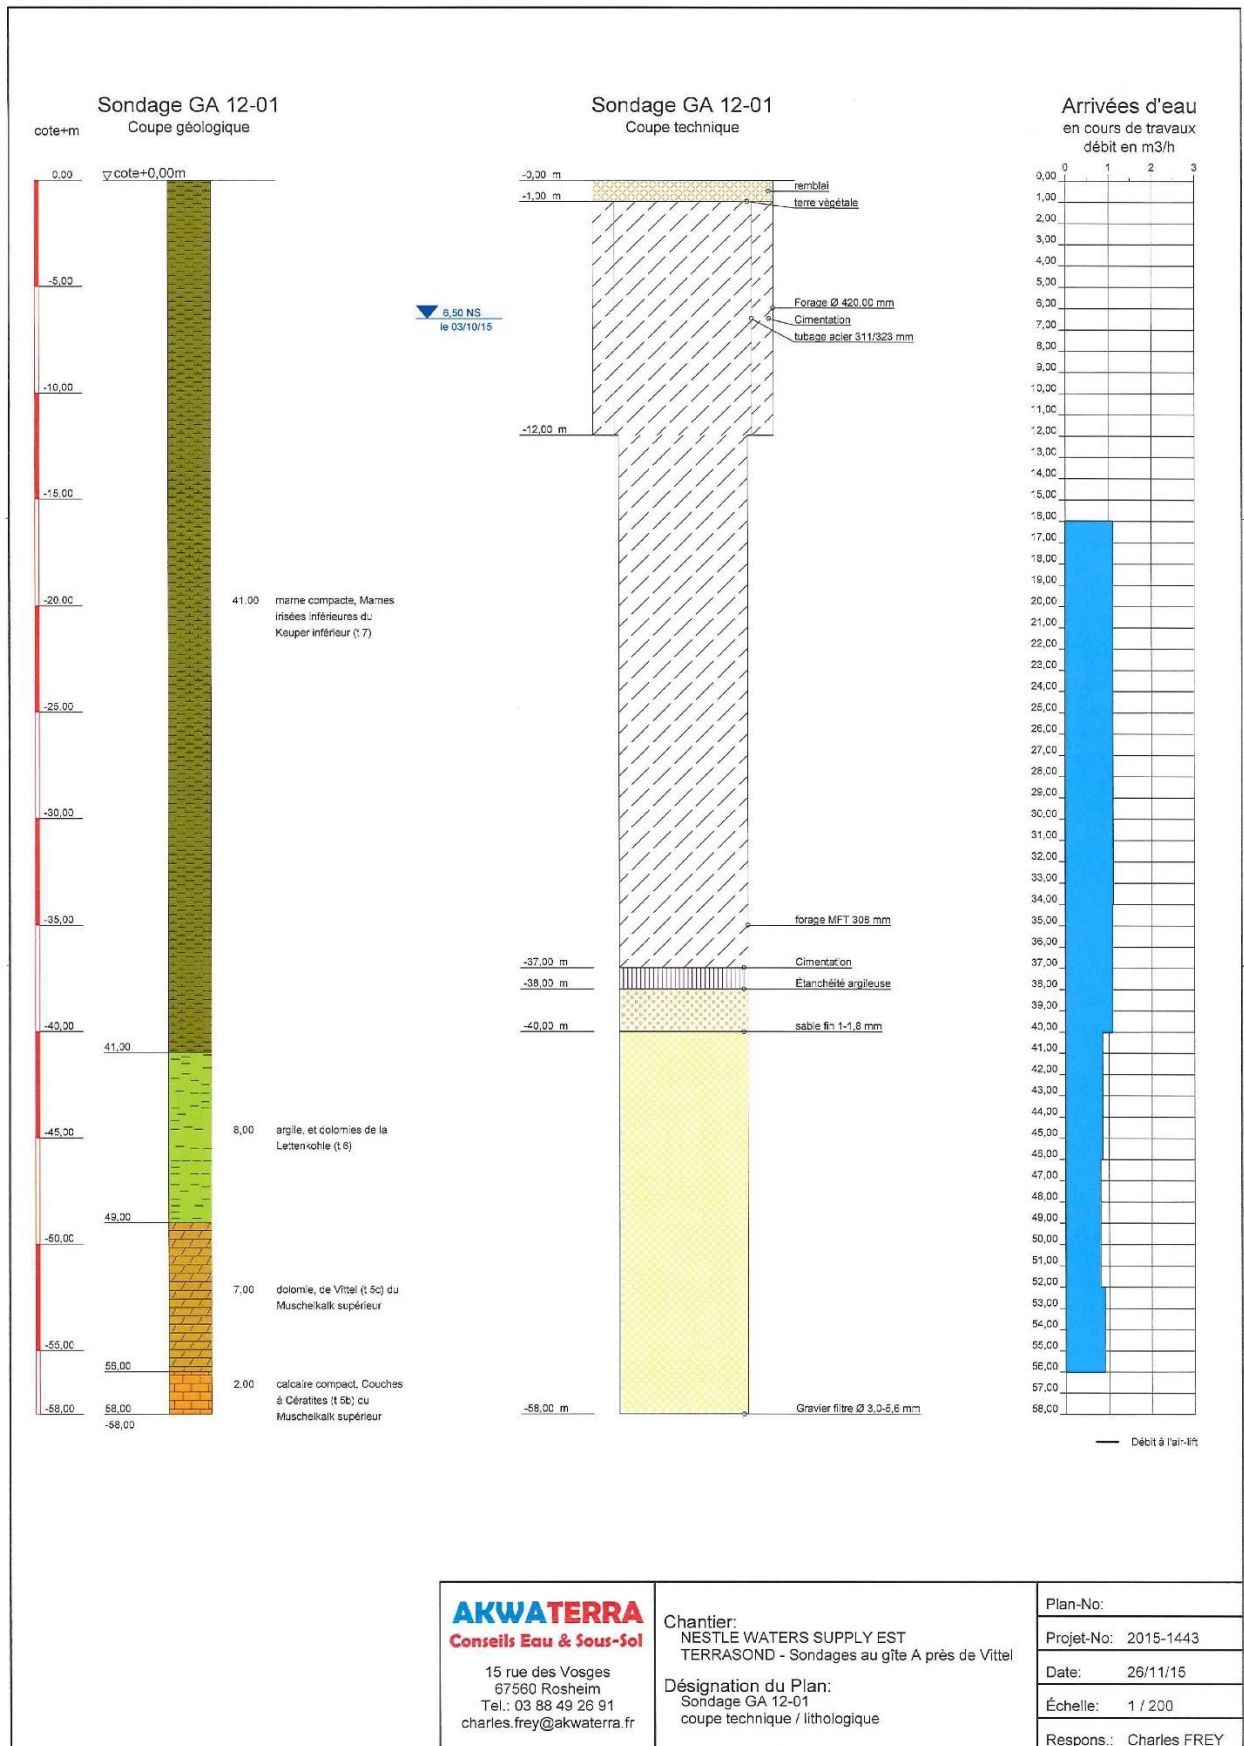 Sondage GA 12-01
Coupe géologique
cote+m
0,00
cote+0,00m
-5,00
-10,00
-15,00
-20,00
-25,00
-30,00
-35,00
-40,00
-45,00
-50,00
-55,00
-58,00
41,00
49,00
56,00
58,00
-58,00
41,00 marne compacte, Marnes
irisées inférieures du
Keuper inférieur (t 7)
8,00 argile, et dolomies de la
Lettenkohle (t 6)
7,00 dolomie, de Vittel (t 5c) du
Muschelkalk supérieur
2,00 calcaire compact, Couches
à Cératites (t 5b) du
Muschelkalk supérieur
Sondage GA 12-01
Coupe technique
-0,00 m
-1,00 m
-12,00 m
-37,00 m
-38,00 m
-40,00 m
-58,00 m
6,50 NS
le 03/10/15
remblai
terre végétale
Forage Ø 420.00 mm
Cimentation
tubage acier 311/323 mm
forage MFT 308 mm
Cimentation
Étanchéité argileuse
sable fin 1-1,8 mm
Gravier filtre Ø 3,0-5,6 mm
Arrivées d'eau
en cours de travaux
débit en m3/h
0 1 2 3
0,00
1,00
2,00
3,00
4,00
5,00
6,00
7,00
8,00
9,00
10,00
11,00
12,00
13,00
14,00
15,00
16,00
17,00
18,00
19,00
20,00
21,00
22,00
23,00
24,00
25,00
26,00
27,00
28,00
29,00
30,00
31,00
32,00
33,00
34,00
35,00
36,00
37,00
38,00
39,00
40,00
41,00
42,00
43,00
44,00
45,00
46,00
47,00
48,00
49,00
50,00
51,00
52,00
53,00
54,00
55,00
56,00
57,00
58,00
Débit à l'air-lift
AKWATERRA
Conseils Eau & Sous-Sol
15 rue des Vosges
67560 Rosheim
Tel.: 03 88 49 26 91
charles.frey@akwaterra.fr
Chantier:
NESTLE WATERS SUPPLY EST
TERRASOND - Sondages au gîte A près de Vittel
Désignation du Plan:
Sondage GA 12-01
coupe technique / lithologique
Plan-No:
Projet-No: 2015-1443
Date: 26/11/15
Échelle: 1 / 200
Respons.: Charles FREY